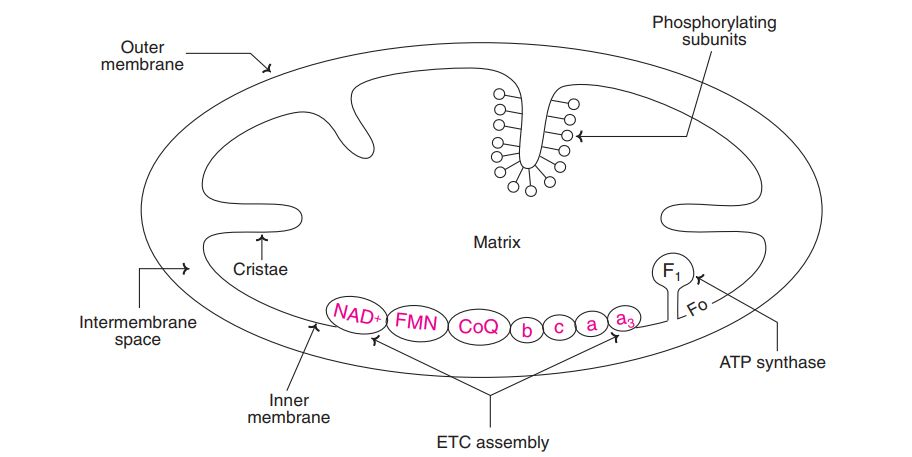 Phosphorylating
subunits
Outer
membrane
Matrix
Cristae
F1
Fo
NAD+
FMN
CoQ
b
c
a
a3
Intermembrane
space
ATP synthase
Inner
membrane
ETC assembly